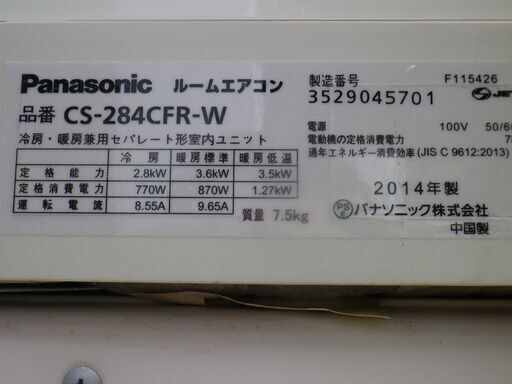 Panasonic ルームエアコン
品番 CS-284CFR-W
冷房・暖房兼用セパレート形室内ユニット
冷房 暖房標準 暖房低温
定格能力 2.8kW 3.6kW 3.5kW
定格消費電力 770W 870W 1.27kW
運転電流 8.55A 9.65A
質量 7.5kg
製造番号 F115426
3529045701 JET
電源 100V 50/60
電動機の定格消費電力
通年エネルギー消費効率(JIS C 9612:2013)
2014年製
PSE パナソニック株式会社
中国製